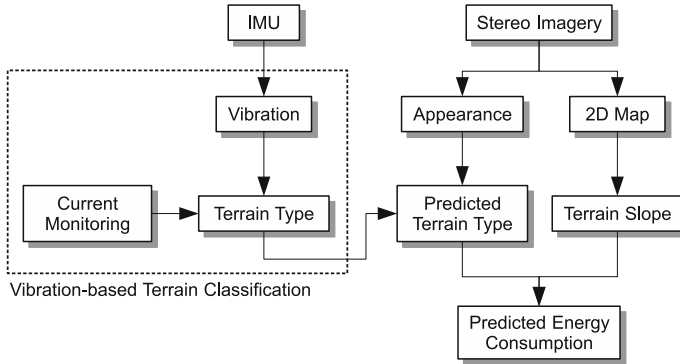 IMU
Stereo Imagery
Vibration
Appearance
2D Map
Current
Monitoring
Terrain Type
Predicted
Terrain Type
Terrain Slope
Vibration-based Terrain Classification
Predicted Energy
Consumption